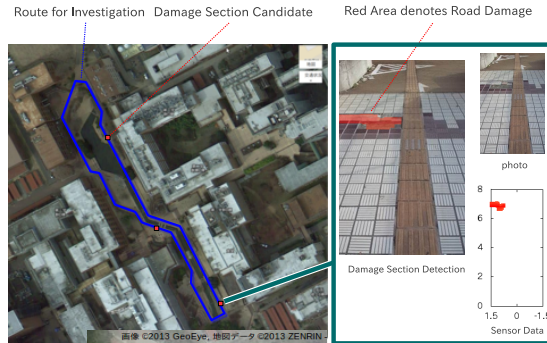 Route for Investigation
Damage Section Candidate
Red Area denotes Road Damage
photo
Damage Section Detection
8
6
4
2
0
1.5 0 -1.5
Sensor Data
画像 ©2013 GeoEye, 地図データ ©2013 ZENRIN -